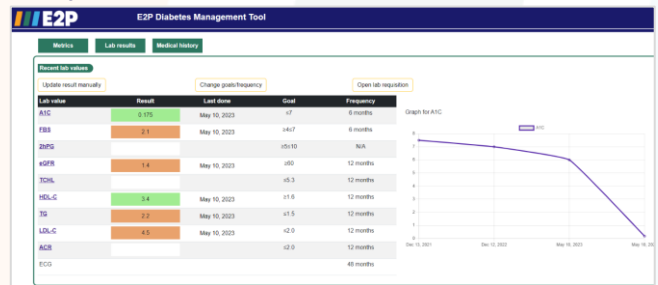 E2P
E2P Diabetes Management Tool
Metrics Lab results Medical history
Recent lab values
Update result manually Change goals/frequency Open lab requisition
Lab value Result Last done Goal Frequency
A1C 0.175 May 10, 2023 ≤7 6 months
FBS 2.1 May 10, 2023 ≥4≤7 6 months
2hPG ≥5≤10 N/A
eGFR 1.4 May 10, 2023 ≥60 12 months
TCHL ≤5.3 12 months
HDL-C 3.4 May 10, 2023 ≥1.6 12 months
TG 2.2 May 10, 2023 ≤1.5 12 months
LDL-C 4.5 May 10, 2023 ≤2.0 12 months
ACR ≤2.0 12 months
ECG 48 months
Graph for A1C
A1C
8
7
6
5
4
3
2
1
0
Dec 12, 2021 Dec 12, 2022 May 10, 2023 May 10, 20